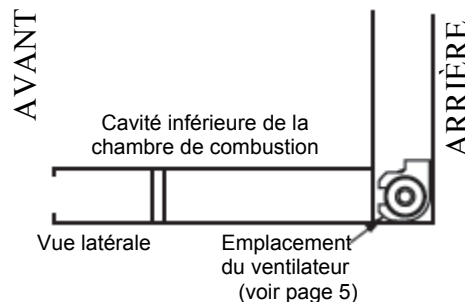 AVANT
ARRIÈRE
Cavité inférieure de la
chambre de combustion
Vue latérale
Emplacement
du ventilateur
(voir page 5)